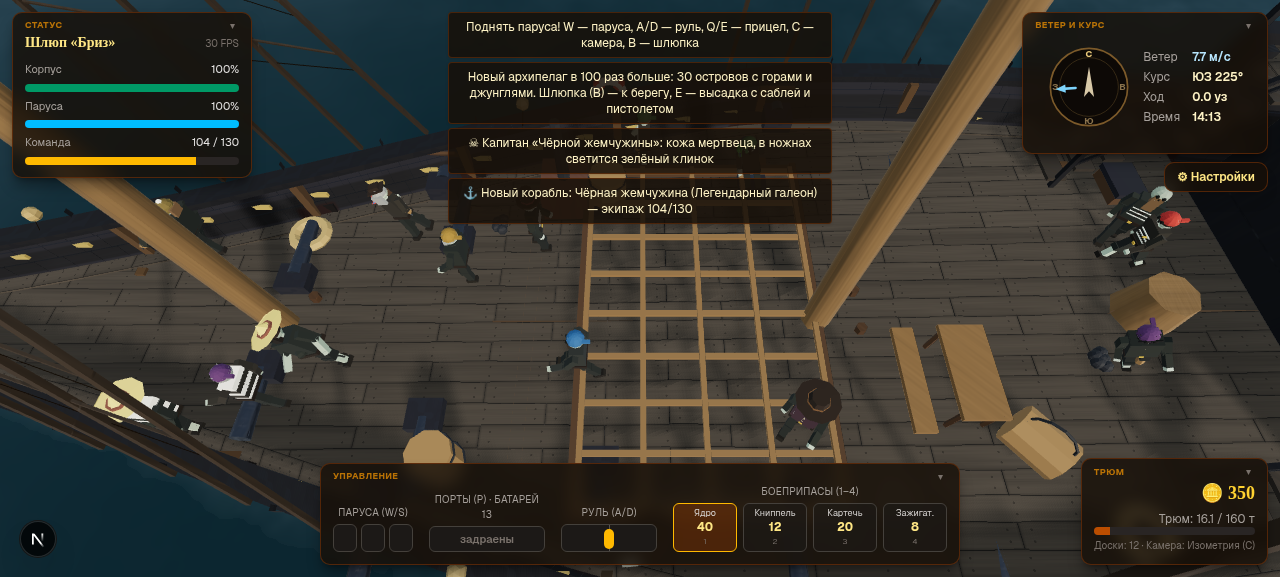 СТАТУС
Шлюп «Бриз» 30 FPS
Корпус 100%
Паруса 100%
Команда 104 / 130
Поднять паруса! W — паруса, A/D — руль, Q/E — прицел, C —
камера, B — шлюпка
Новый архипелаг в 100 раз больше: 30 островов с горами и
джунглями. Шлюпка (B) — к берегу, E — высадка с саблей и
пистолетом
☠ Капитан «Чёрной жемчужины»: кожа мертвеца, в ножнах
светится зелёный клинок
⚓ Новый корабль: Чёрная жемчужина (Легендарный галеон)
— экипаж 104/130
ВЕТЕР И КУРС
С
З В
Ю
Ветер 7.7 м/с
Курс ЮЗ 225°
Ход 0.0 уз
Время 14:13
⚙ Настройки
УПРАВЛЕНИЕ
ПАРУСА (W/S)
ПОРТЫ (P) · БАТАРЕЙ
13
задраены
РУЛЬ (A/D)
БОЕПРИПАСЫ (1–4)
Ядро
40
1
Книппель
12
2
Картечь
20
3
Зажигат.
8
4
ТРЮМ
350
Трюм: 16.1 / 160 т
Доски: 12 · Камера: Изометрия (C)
N